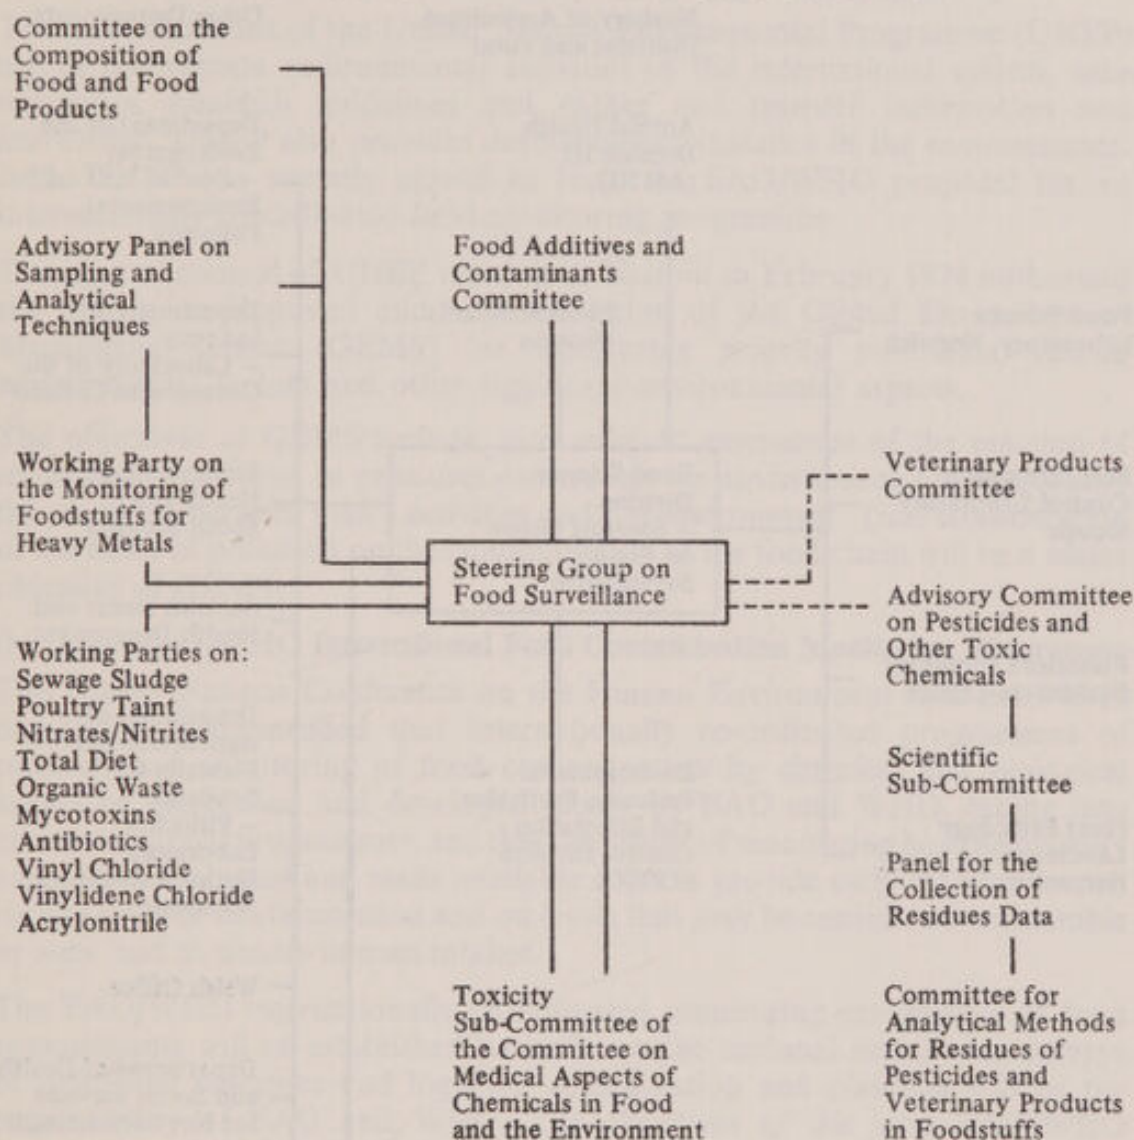 Committee on the
Composition of
Food and Food
Products
Advisory Panel on
Sampling and
Analytical
Techniques
Food Additives and
Contaminants
Committee
Working Party on
the Monitoring of
Foodstuffs for
Heavy Metals
Veterinary Products
Committee
Steering Group on
Food Surveillance
Advisory Committee
on Pesticides and
Other Toxic
Chemicals
Working Parties on:
Sewage Sludge
Poultry Taint
Nitrates/Nitrites
Total Diet
Organic Waste
Mycotoxins
Antibiotics
Vinyl Chloride
Vinylidene Chloride
Acrylonitrile
Scientific
Sub-Committee
Panel for the
Collection of
Residues Data
Toxicity
Sub-Committee of
the Committee on
Medical Aspects of
Chemicals in Food
and the Environment
Committee for
Analytical Methods
for Residues of
Pesticides and
Veterinary Products
in Foodstuffs